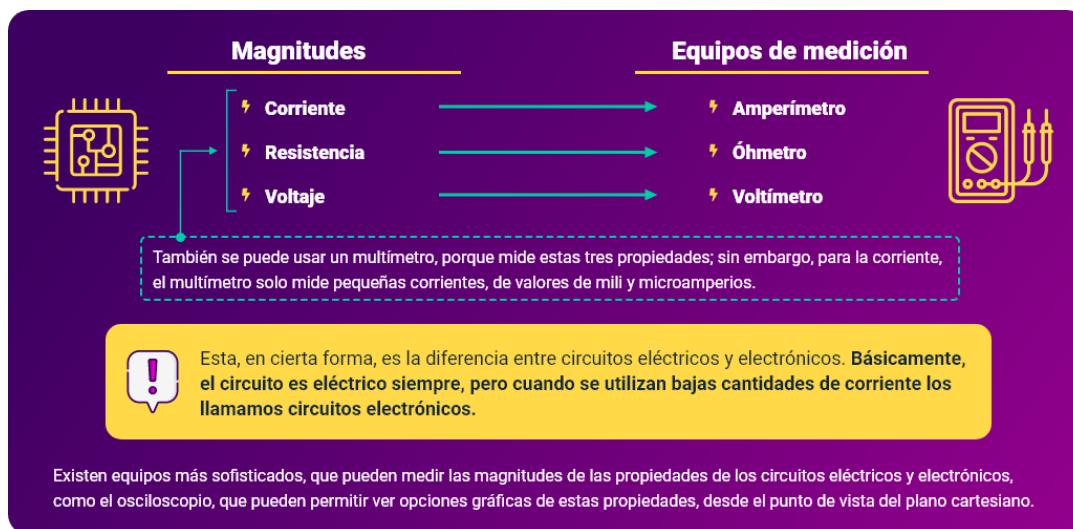 Magnitudes
Equipos de medición
Corriente
Amperímetro
Resistencia
Óhmetro
Voltaje
Voltímetro
También se puede usar un multímetro, porque mide estas tres propiedades; sin embargo, para la corriente,
el multímetro solo mide pequeñas corrientes, de valores de mili y microamperios.
Esta, en cierta forma, es la diferencia entre circuitos eléctricos y electrónicos. Básicamente,
el circuito es eléctrico siempre, pero cuando se utilizan bajas cantidades de corriente los
llamamos circuitos electrónicos.
Existen equipos más sofisticados, que pueden medir las magnitudes de las propiedades de los circuitos eléctricos y electrónicos,
como el osciloscopio, que pueden permitir ver opciones gráficas de estas propiedades, desde el punto de vista del plano cartesiano.